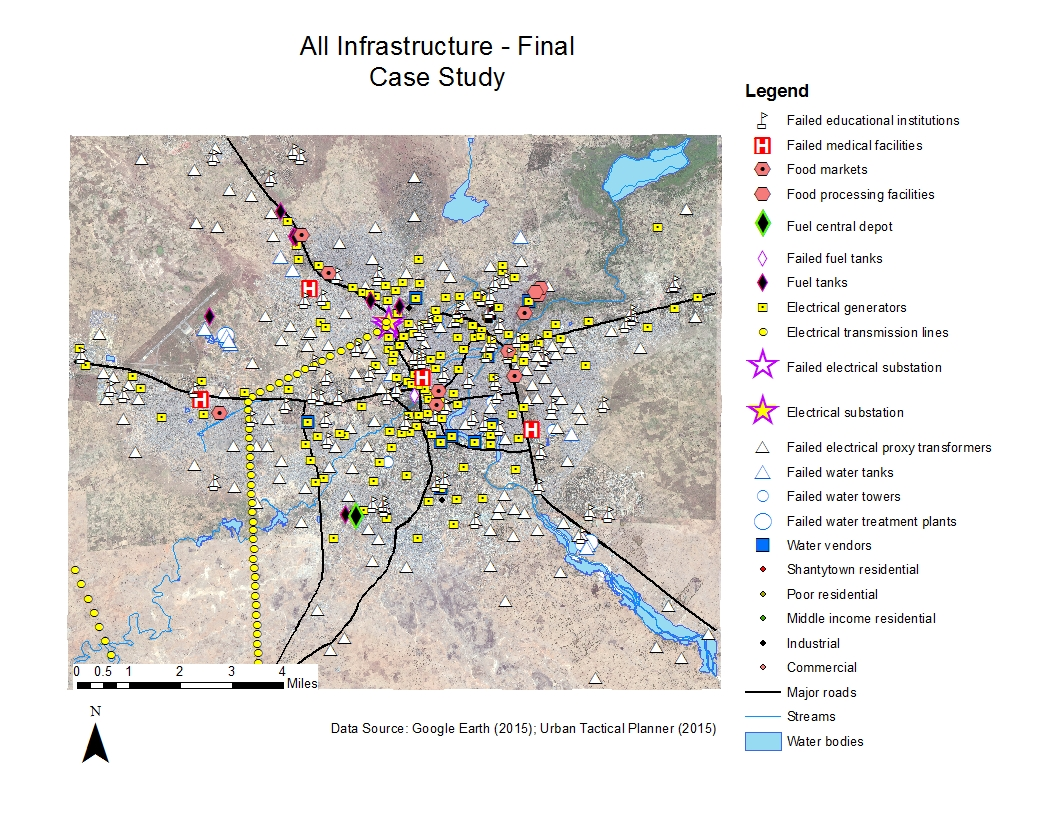 All Infrastructure - Final
Case Study
Legend
Failed educational institutions
H Failed medical facilities
Food markets
Food processing facilities
Fuel central depot
Failed fuel tanks
Fuel tanks
Electrical generators
Electrical transmission lines
Failed electrical substation
Electrical substation
Failed electrical proxy transformers
Failed water tanks
Failed water towers
Failed water treatment plants
Water vendors
Shantytown residential
Poor residential
Middle income residential
Industrial
Commercial
Major roads
Streams
Water bodies
H
H
H
H
0 0.5 1 2 3 4
Miles
N
Data Source: Google Earth (2015); Urban Tactical Planner (2015)